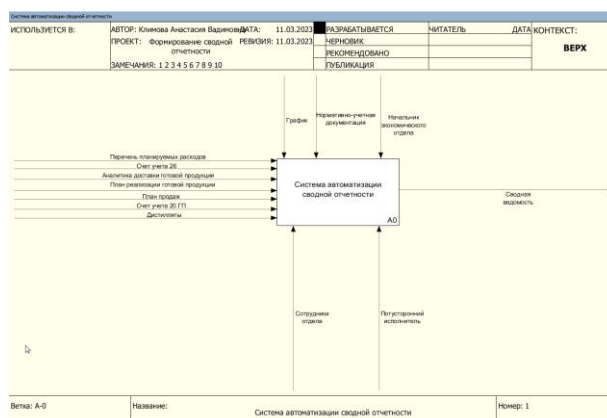 Система автоматизации сводной отчетности
ИСПОЛЬЗУЕТСЯ В:
АВТОР: Климова Анастасия Вадимовна
ДАТА: 11.03.2023
РАЗРАБАТЫВАЕТСЯ
ЧИТАТЕЛЬ
ДАТА
КОНТЕКСТ:
ПРОЕКТ: Формирование сводной
отчетности
РЕВИЗИЯ: 11.03.2023
ЧЕРНОВИК
ВЕРХ
РЕКОМЕНДОВАНО
ЗАМЕЧАНИЯ: 1 2 3 4 5 6 7 8 9 10
ПУБЛИКАЦИЯ
График
Нормативно-учетная
документация
Начальник
экономического
отдела
Перечень планируемых расходов
Счет учета 26
Аналитика доставки готовой продукции
План реализации готовой продукции
План продаж
Счет учета 20 ГП
Дистилляты
Система автоматизации
сводной отчетности
A0
Сводная
ведомость
Сотрудники
отдела
Потусторонний
исполнитель
Ветка: A-0
Название:
Система автоматизации сводной отчетности
Номер: 1